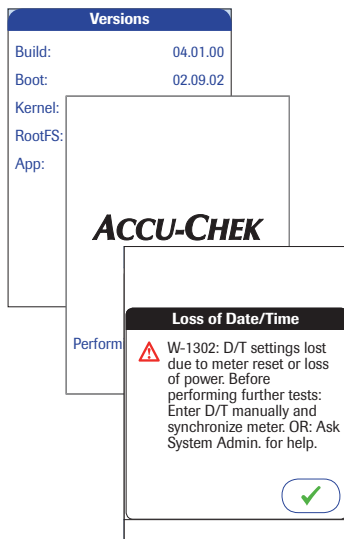 Versions
Build: 04.01.00
Boot: 02.09.02
Kernel:
RootFS:
App:
ACCU-CHEK
Perform
Loss of Date/Time
W-1302: D/T settings lost
due to meter reset or loss
of power. Before
performing further tests:
Enter D/T manually and
synchronize meter. OR: Ask
System Admin. for help.